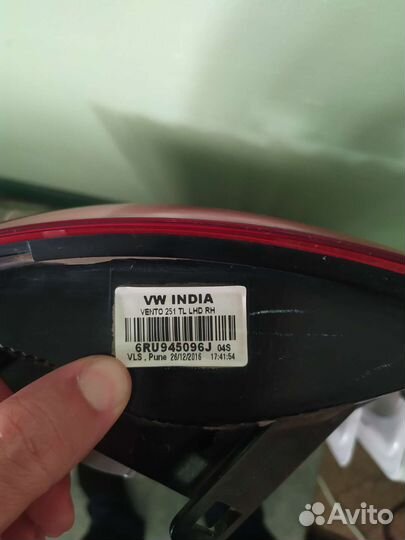 VW INDIA
VENTO 251 TL LHD RH
6RU945096J 04S
VLS , Pune 26/12/2016 17:41:54
Avito